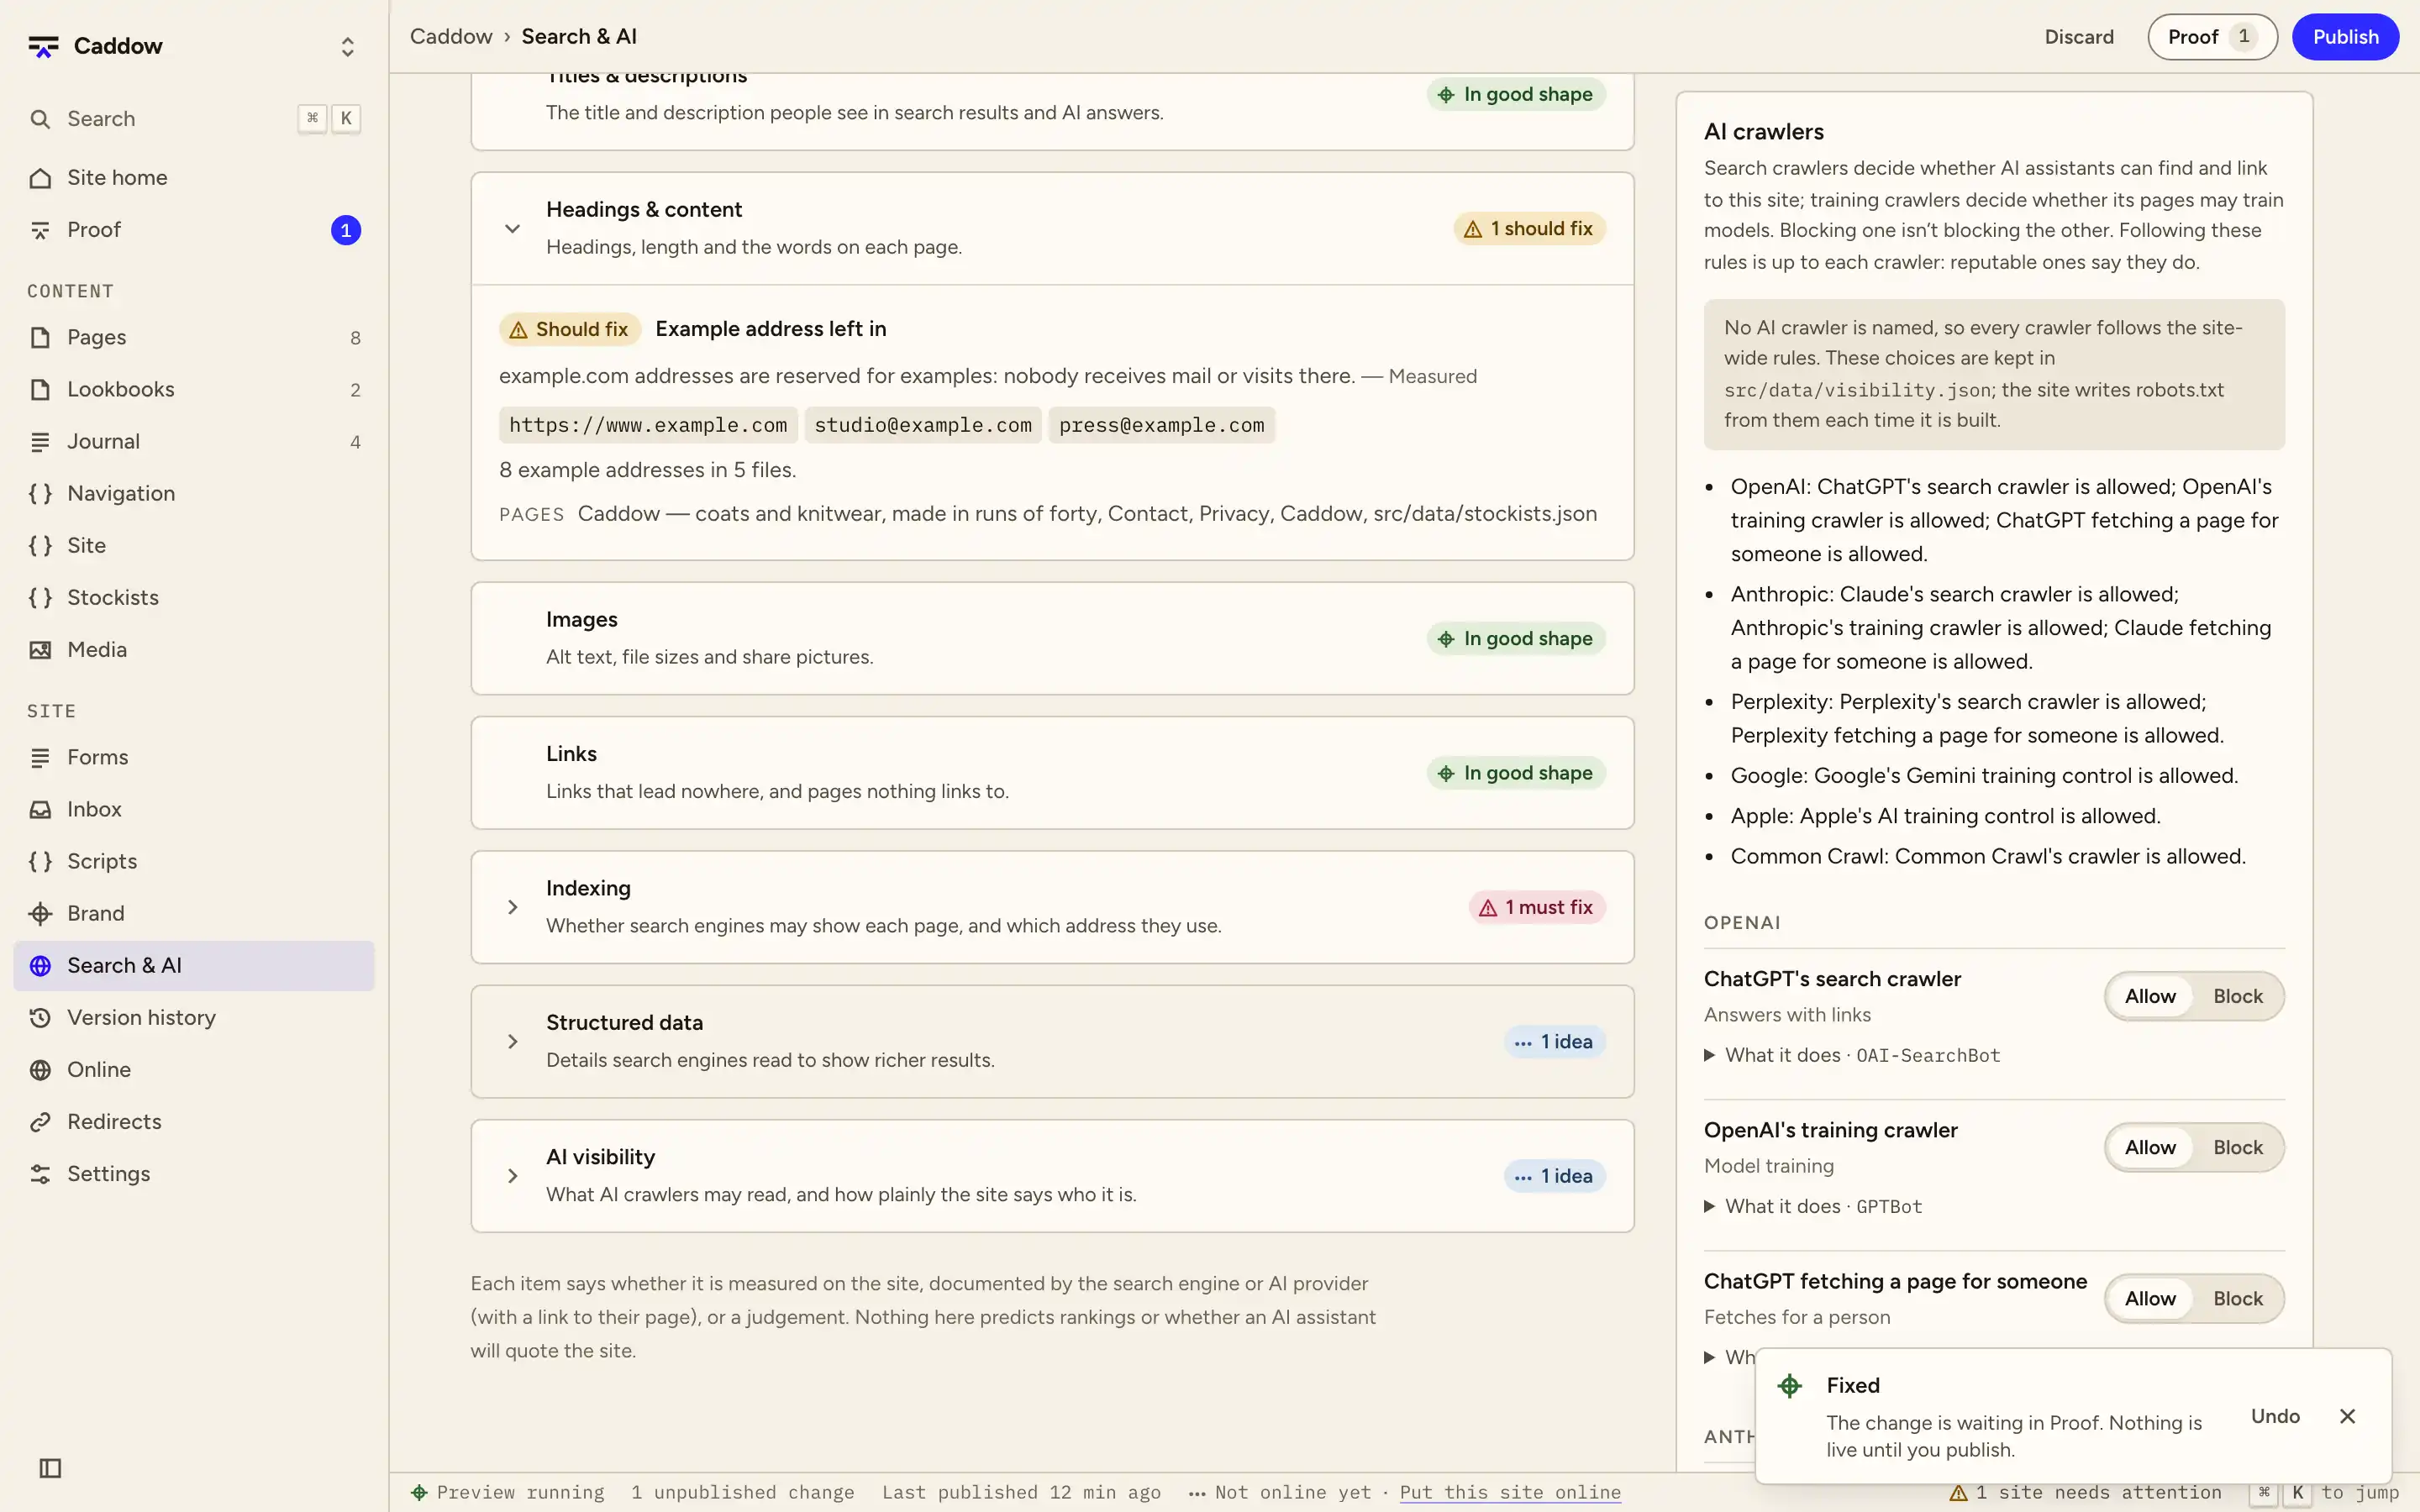 Caddow
Search ⌘ K
Site home
Proof 1
CONTENT
Pages 8
Lookbooks 2
Journal 4
Navigation
Site
Stockists
Media
SITE
Forms
Inbox
Scripts
Brand
Search & AI
Version history
Online
Redirects
Settings
Caddow › Search & AI
Discard
Proof 1
Publish
Titles & descriptions
The title and description people see in search results and AI answers.
In good shape
Headings & content
Headings, length and the words on each page.
1 should fix
Should fix Example address left in
example.com addresses are reserved for examples: nobody receives mail or visits there. — Measured
https://www.example.com studio@example.com press@example.com
8 example addresses in 5 files.
PAGES Caddow — coats and knitwear, made in runs of forty, Contact, Privacy, Caddow, src/data/stockists.json
Images
Alt text, file sizes and share pictures.
In good shape
Links
Links that lead nowhere, and pages nothing links to.
In good shape
Indexing
Whether search engines may show each page, and which address they use.
1 must fix
Structured data
Details search engines read to show richer results.
1 idea
AI visibility
What AI crawlers may read, and how plainly the site says who it is.
1 idea
Each item says whether it is measured on the site, documented by the search engine or AI provider
(with a link to their page), or a judgement. Nothing here predicts rankings or whether an AI assistant
will quote the site.
AI crawlers
Search crawlers decide whether AI assistants can find and link
to this site; training crawlers decide whether its pages may train
models. Blocking one isn’t blocking the other. Following these
rules is up to each crawler: reputable ones say they do.
No AI crawler is named, so every crawler follows the site-
wide rules. These choices are kept in
src/data/visibility.json; the site writes robots.txt
from them each time it is built.
• OpenAI: ChatGPT's search crawler is allowed; OpenAI's
training crawler is allowed; ChatGPT fetching a page for
someone is allowed.
• Anthropic: Claude's search crawler is allowed;
Anthropic's training crawler is allowed; Claude fetching
a page for someone is allowed.
• Perplexity: Perplexity's search crawler is allowed;
Perplexity fetching a page for someone is allowed.
• Google: Google's Gemini training control is allowed.
• Apple: Apple's AI training control is allowed.
• Common Crawl: Common Crawl's crawler is allowed.
OPENAI
ChatGPT's search crawler
Answers with links
Allow Block
What it does · OAI-SearchBot
OpenAI's training crawler
Model training
Allow Block
What it does · GPTBot
ChatGPT fetching a page for someone
Fetches for a person
Allow Block
Fixed
The change is waiting in Proof. Nothing is
live until you publish.
Undo
Preview running 1 unpublished change Last published 12 min ago Not online yet · Put this site online
1 site needs attention ⌘ K to jump